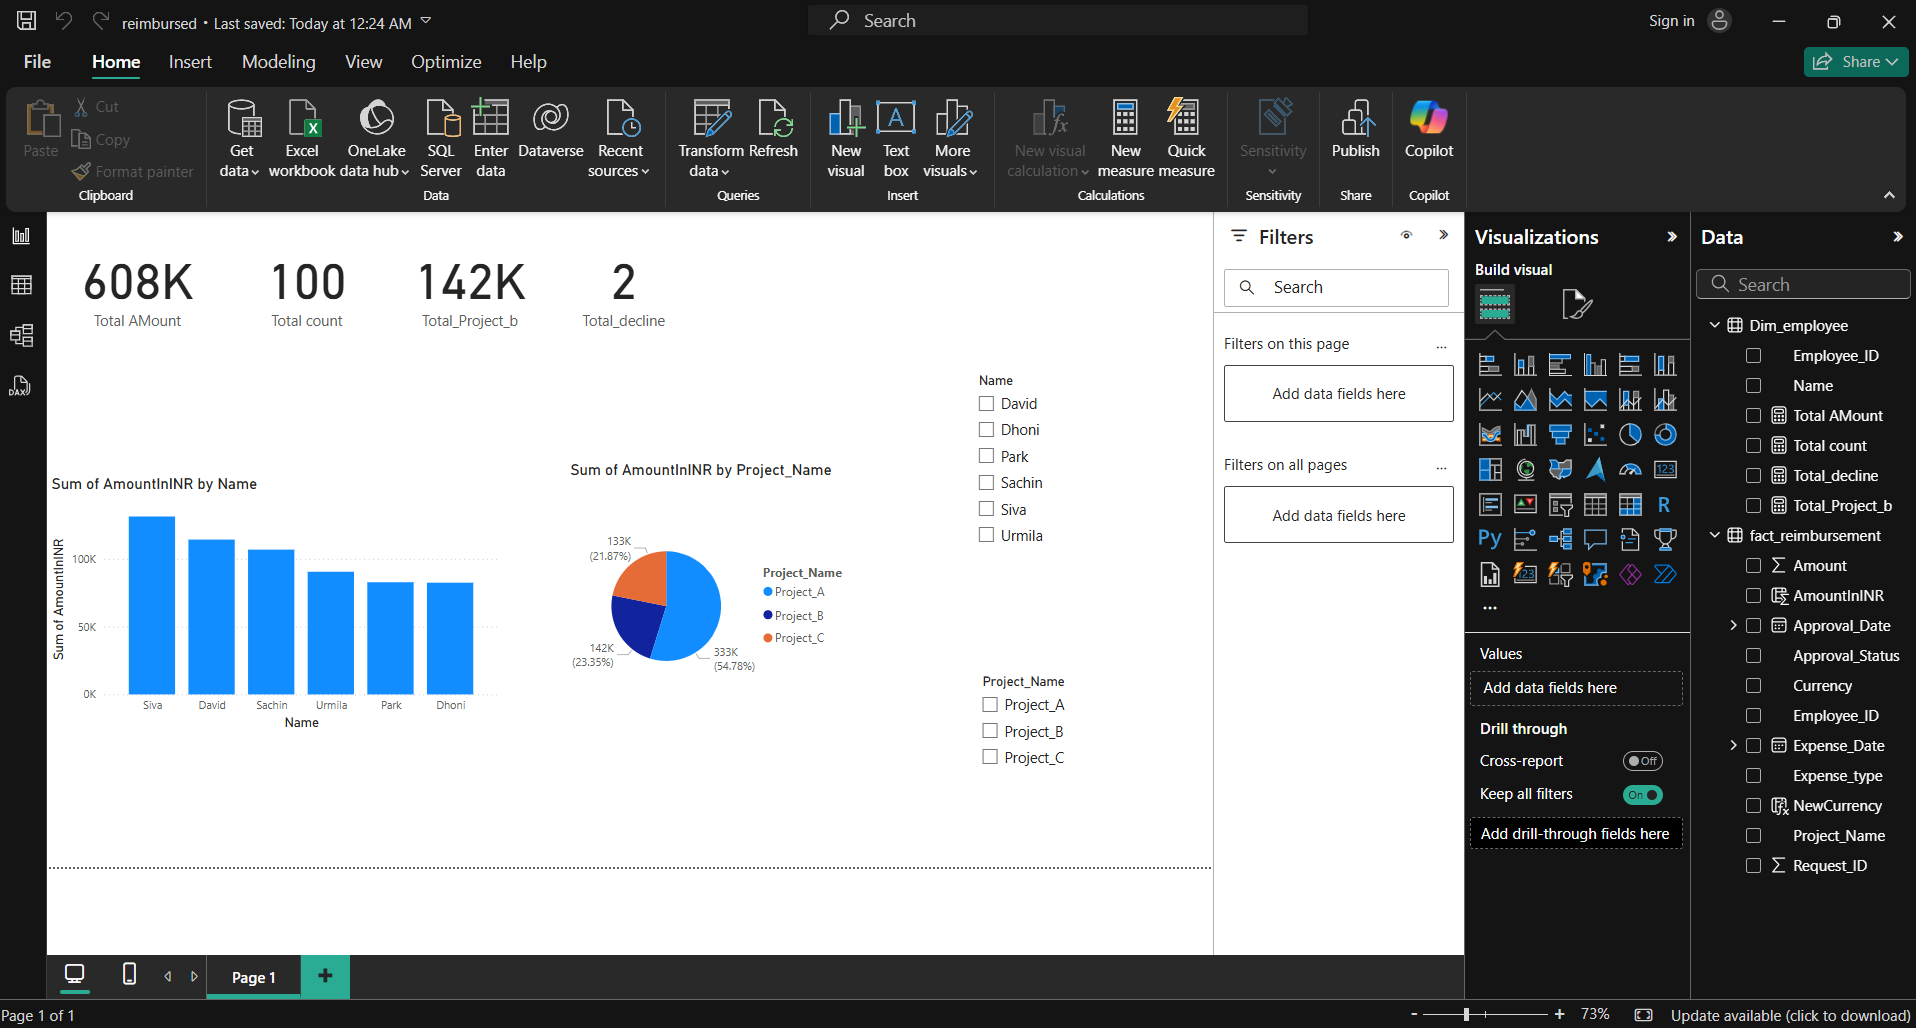 reimbursed • Last saved: Today at 12:24 AM
Search
Sign in
File
Home
Insert
Modeling
View
Optimize
Help
Share
Paste
Cut
Copy
Format painter
Clipboard
Get data
Excel workbook
OneLake data hub
SQL Server
Enter data
Dataverse
Recent sources
Data
Transform data
Refresh
Queries
New visual
Text box
More visuals
Insert
New visual calculation
New measure
Quick measure
Calculations
Sensitivity
Sensitivity
Publish
Share
Copilot
Copilot
DAX
608K
Total AMount
100
Total count
142K
Total_Project_b
2
Total_decline
Name
David
Dhoni
Park
Sachin
Siva
Urmila
Sum of AmountInINR by Name
Sum of AmountInINR
100K
50K
0K
Siva
David
Sachin
Urmila
Park
Dhoni
Name
Sum of AmountInINR by Project_Name
133K
(21.87%)
142K
(23.35%)
333K
(54.78%)
Project_Name
Project_A
Project_B
Project_C
Project_Name
Project_A
Project_B
Project_C
Filters
Search
Filters on this page
...
Add data fields here
Filters on all pages
...
Add data fields here
Visualizations
Build visual
123
R
Py
123
...
Values
Add data fields here
Drill through
Cross-report
Off
Keep all filters
On
Add drill-through fields here
Data
Search
Dim_employee
Employee_ID
Name
Total AMount
Total count
Total_decline
Total_Project_b
fact_reimbursement
Amount
AmountInINR
Approval_Date
Approval_Status
Currency
Employee_ID
Expense_Date
Expense_type
NewCurrency
Project_Name
Request_ID
Page 1
+
Page 1 of 1
-
+
73%
Update available (click to download)